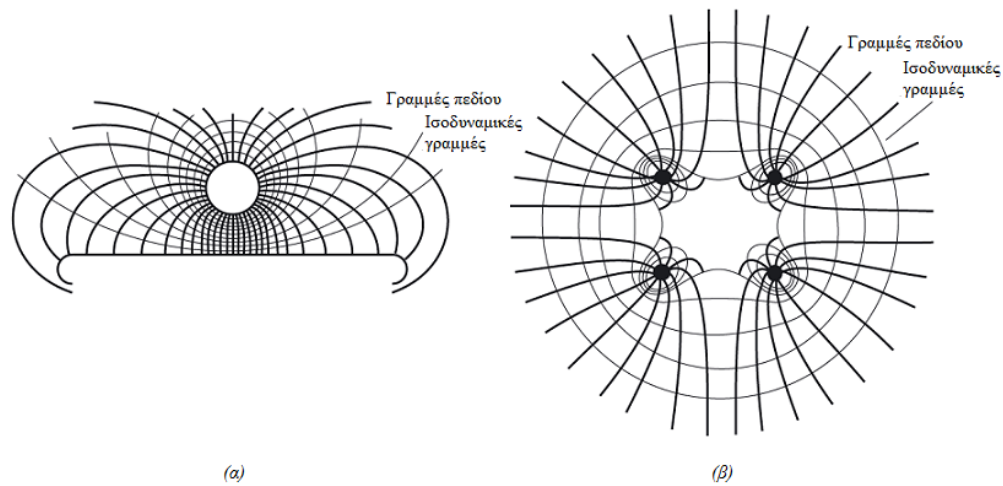 Γραμμές πεδίου
Ισοδυναμικές
γραμμές
(α)
Γραμμές πεδίου
Ισοδυναμικές
γραμμές
(β)